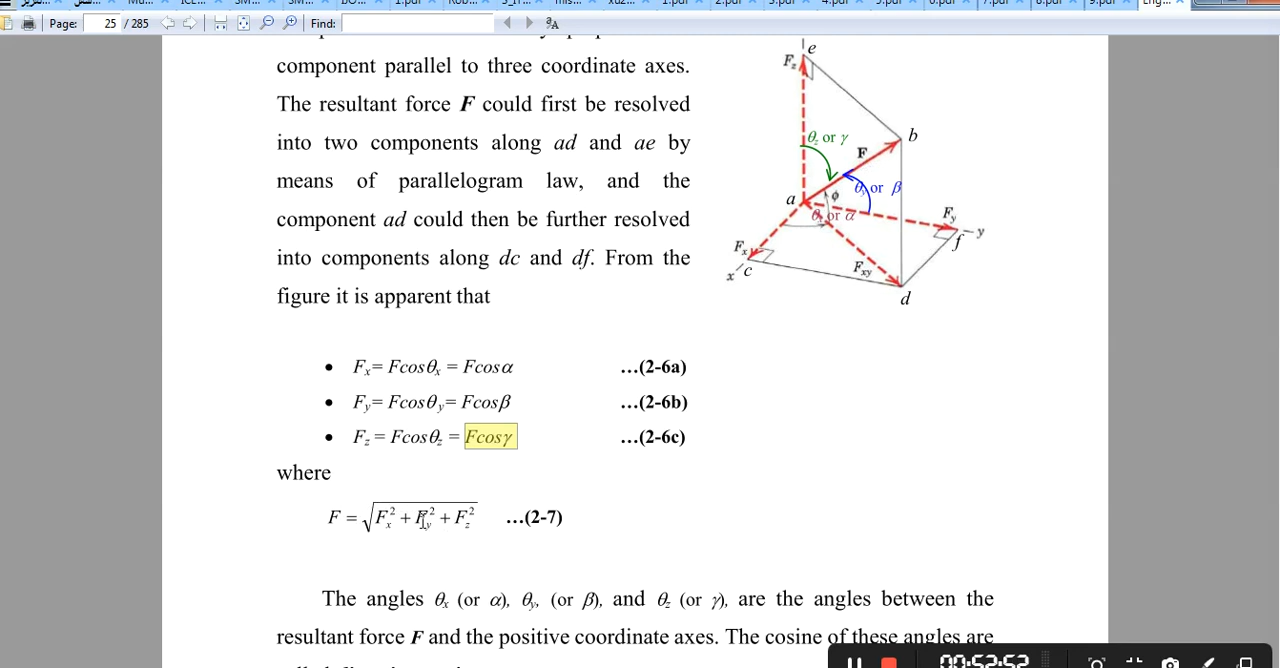 Page: 25 / 285 Find:
component parallel to three coordinate axes.
The resultant force F could first be resolved
into two components along ad and ae by
means of parallelogram law, and the
component ad could then be further resolved
into components along dc and df. From the
figure it is apparent that
e
F_z
b
θ_z or γ
F
θ_y or β
a
ϕ
θ_x or α
F_y
y
f
F_x
x
c
F_xy
d
• F_x= Fcosθ_x = Fcosα …(2-6a)
• F_y= Fcosθ_y= Fcosβ …(2-6b)
• F_z = Fcosθ_z = Fcosγ …(2-6c)
where
F = √(F_x² + F_y² + F_z²) …(2-7)
The angles θ_x (or α), θ_y, (or β), and θ_z (or γ), are the angles between the
resultant force F and the positive coordinate axes. The cosine of these angles are
00:52:52